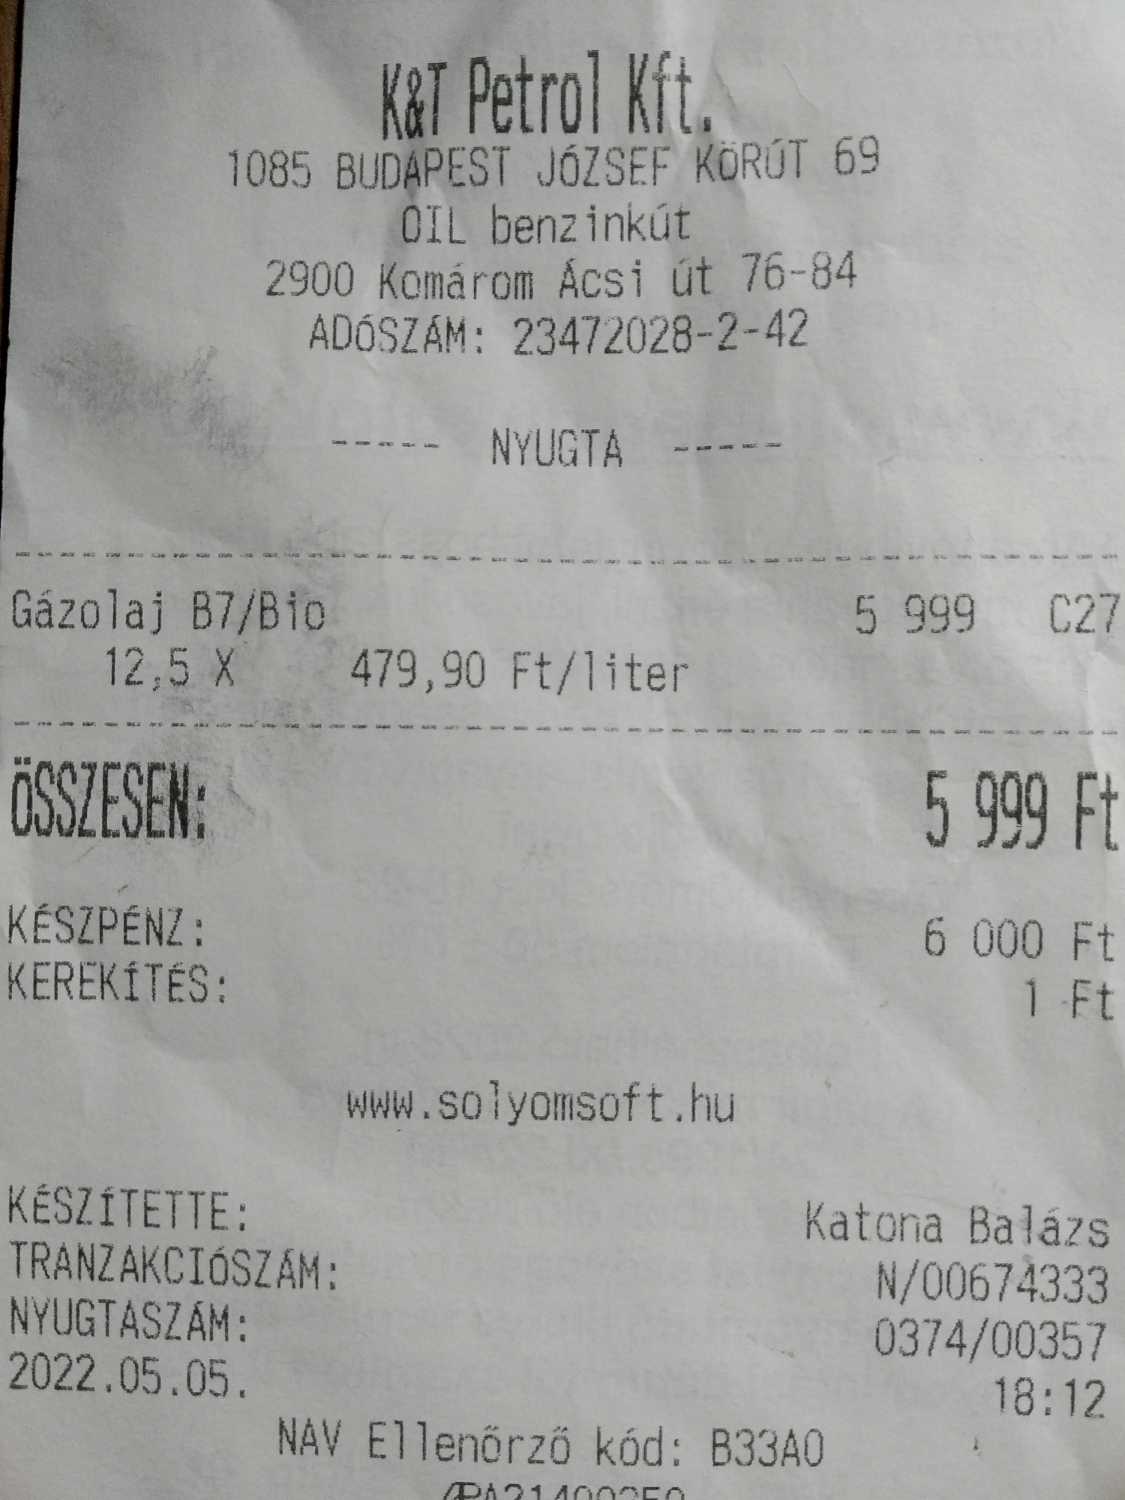 K&T Petrol Kft.
1085 BUDAPEST JÓZSEF KÖRÚT 69
OIL benzinkút
2900 Komárom Ácsi út 76-84
ADÓSZÁM: 23472028-2-42
----- NYUGTA -----
Gázolaj B7/Bio 5 999 C27
12,5 X 479,90 Ft/liter
ÖSSZESEN: 5 999 Ft
KÉSZPÉNZ: 6 000 Ft
KEREKÍTÉS: 1 Ft
www.solyomsoft.hu
KÉSZÍTETTE: Katona Balázs
TRANZAKCIÓSZÁM: N/00674333
NYUGTASZÁM: 0374/00357
2022.05.05. 18:12
NAV Ellenőrző kód: B33A0